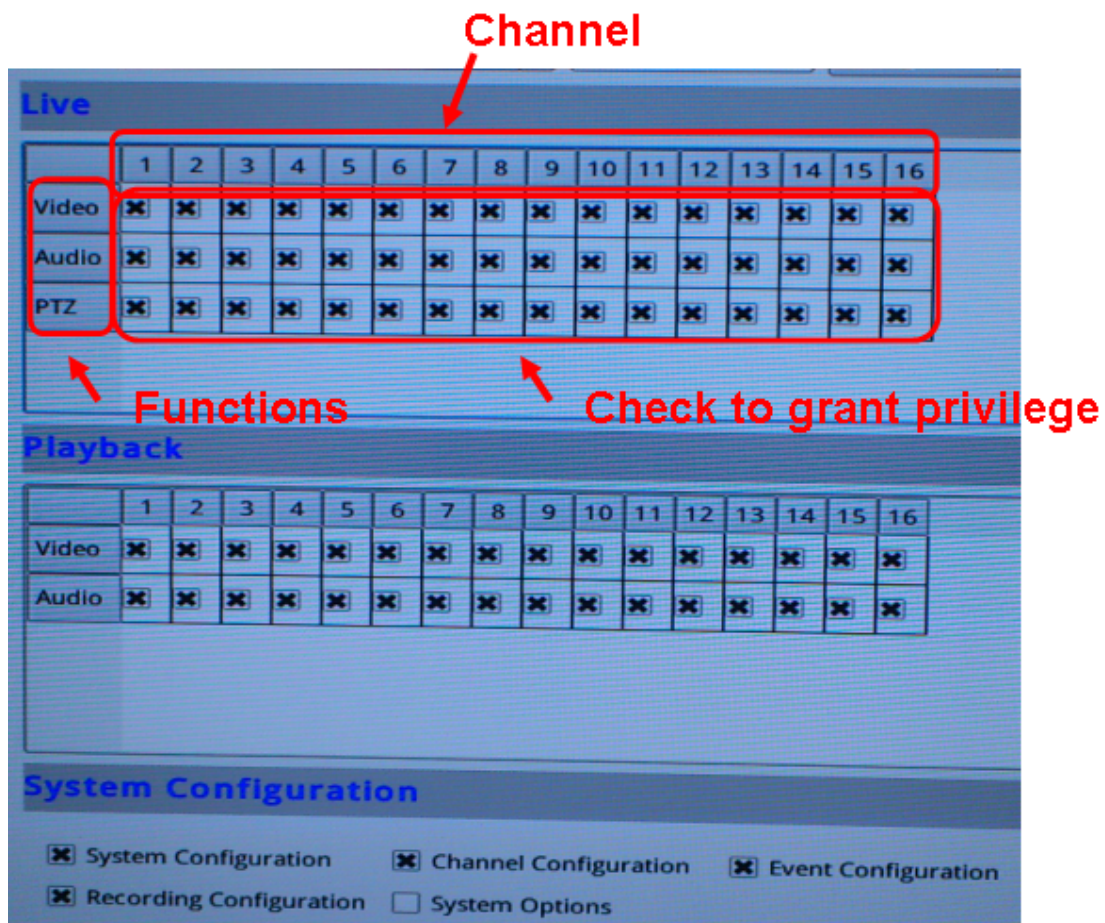 Channel
Live
1 2 3 4 5 6 7 8 9 10 11 12 13 14 15 16
Video
Audio
PTZ
Functions
Check to grant privilege
Playback
1 2 3 4 5 6 7 8 9 10 11 12 13 14 15 16
Video
Audio
System Configuration
System Configuration Channel Configuration Event Configuration
Recording Configuration System Options